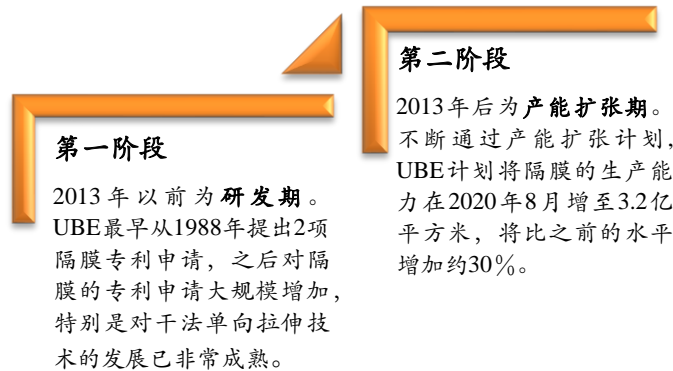 第一阶段
2013年以前为研发期。
UBE最早从1988年提出2项
隔膜专利申请，之后对隔
膜的专利申请大规模增加，
特别是对干法单向拉伸技
术的发展已非常成熟。
第二阶段
2013年后为产能扩张期。
不断通过产能扩张计划，
UBE计划将隔膜的生产能
力在2020年8月增至3.2亿
平方米，将比之前的水平
增加约30%。